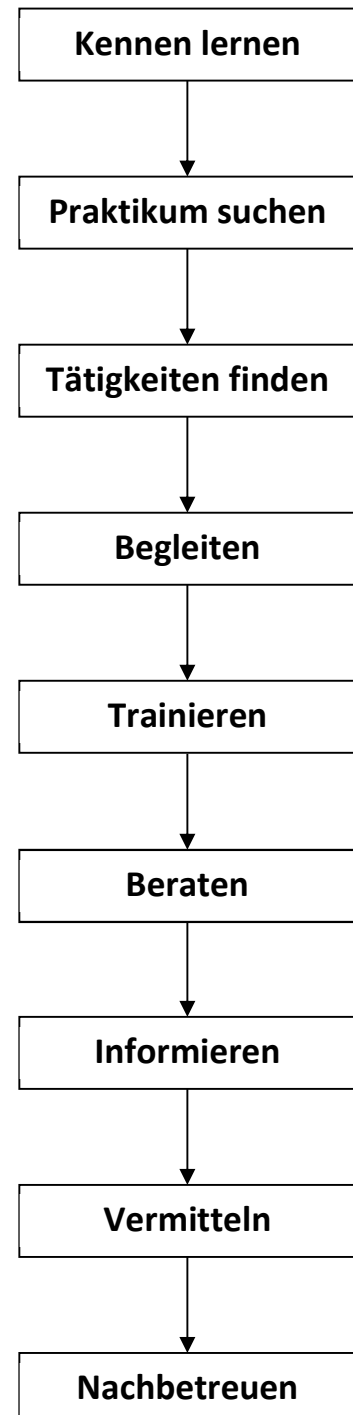 Kennen lernen
Praktikum suchen
Tätigkeiten finden
Begleiten
Trainieren
Beraten
Informieren
Vermitteln
Nachbetreuen